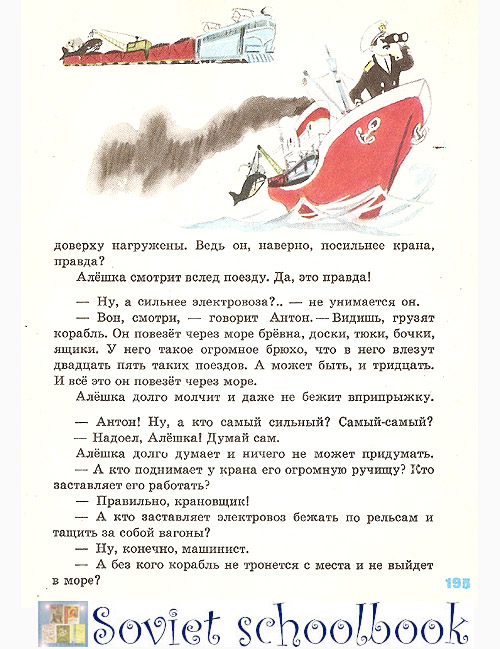 доверху нагружены. Ведь он, наверно, посильнее крана,
правда?
Алёшка смотрит вслед поезду. Да, это правда!
— Ну, а сильнее электровоза?.. — не унимается он.
— Вон, смотри, — говорит Антон. — Видишь, грузят
корабль. Он повезёт через море брёвна, доски, тюки, бочки,
ящики. У него такое огромное брюхо, что в него влезут
двадцать пять таких поездов. А может быть, и тридцать.
И всё это он повезёт через море.
Алёшка долго молчит и даже не бежит вприпрыжку.
— Антон! Ну, а кто самый сильный? Самый-самый?
— Надоел, Алёшка! Думай сам.
Алёшка долго думает и ничего не может придумать.
— А кто поднимает у крана его огромную ручищу? Кто
заставляет его работать?
— Правильно, крановщик!
— А кто заставляет электровоз бежать по рельсам и
тащить за собой вагоны?
— Ну, конечно, машинист.
— А без кого корабль не тронется с места и не выйдет
в море?
195
Soviet schoolbook